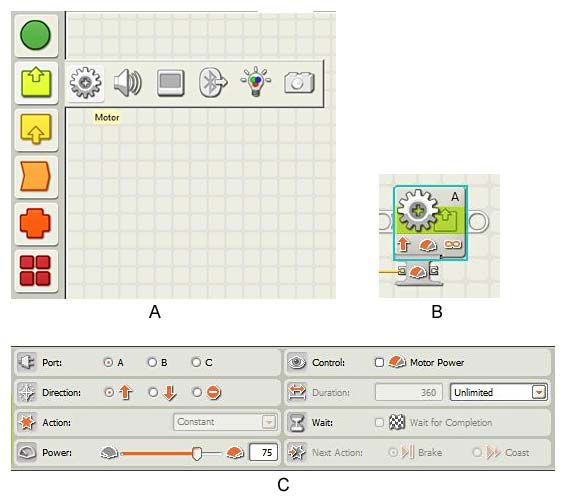 Motor
A
A
B
Port: A B C
Control: Motor Power
Direction:
Duration: 360 Unlimited
Action: Constant
Wait: Wait for Completion
Power: 75
Next Action: Brake Coast
C